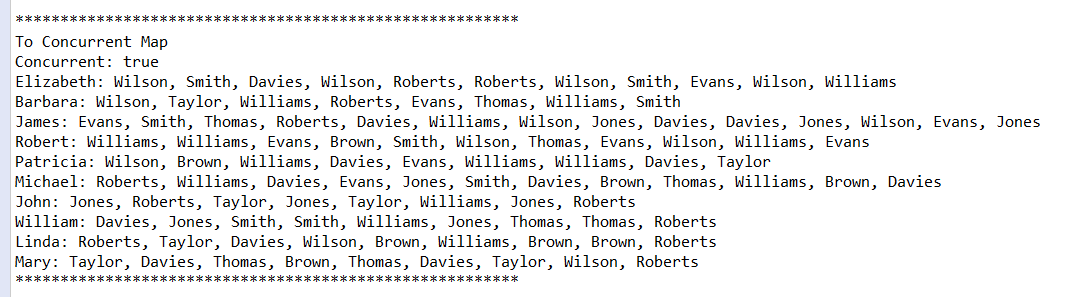 ********************************************************
To Concurrent Map
Concurrent: true
Elizabeth: Wilson, Smith, Davies, Wilson, Roberts, Roberts, Wilson, Smith, Evans, Wilson, Williams
Barbara: Wilson, Taylor, Williams, Roberts, Evans, Thomas, Williams, Smith
James: Evans, Smith, Thomas, Roberts, Davies, Williams, Wilson, Jones, Davies, Davies, Jones, Wilson, Evans, Jones
Robert: Williams, Williams, Evans, Brown, Smith, Wilson, Thomas, Evans, Wilson, Williams, Evans
Patricia: Wilson, Brown, Williams, Davies, Evans, Williams, Williams, Davies, Taylor
Michael: Roberts, Williams, Davies, Evans, Jones, Smith, Davies, Brown, Thomas, Williams, Brown, Davies
John: Jones, Roberts, Taylor, Jones, Taylor, Williams, Jones, Roberts
William: Davies, Jones, Smith, Smith, Williams, Jones, Thomas, Thomas, Roberts
Linda: Roberts, Taylor, Davies, Wilson, Brown, Williams, Brown, Brown, Roberts
Mary: Taylor, Davies, Thomas, Brown, Thomas, Davies, Taylor, Wilson, Roberts
********************************************************